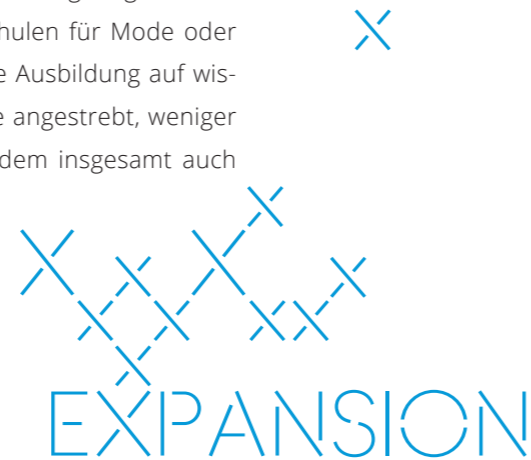 hulen für Mode oder
e Ausbildung auf wis-
e angestrebt, weniger
dem insgesamt auch
EXPANSION